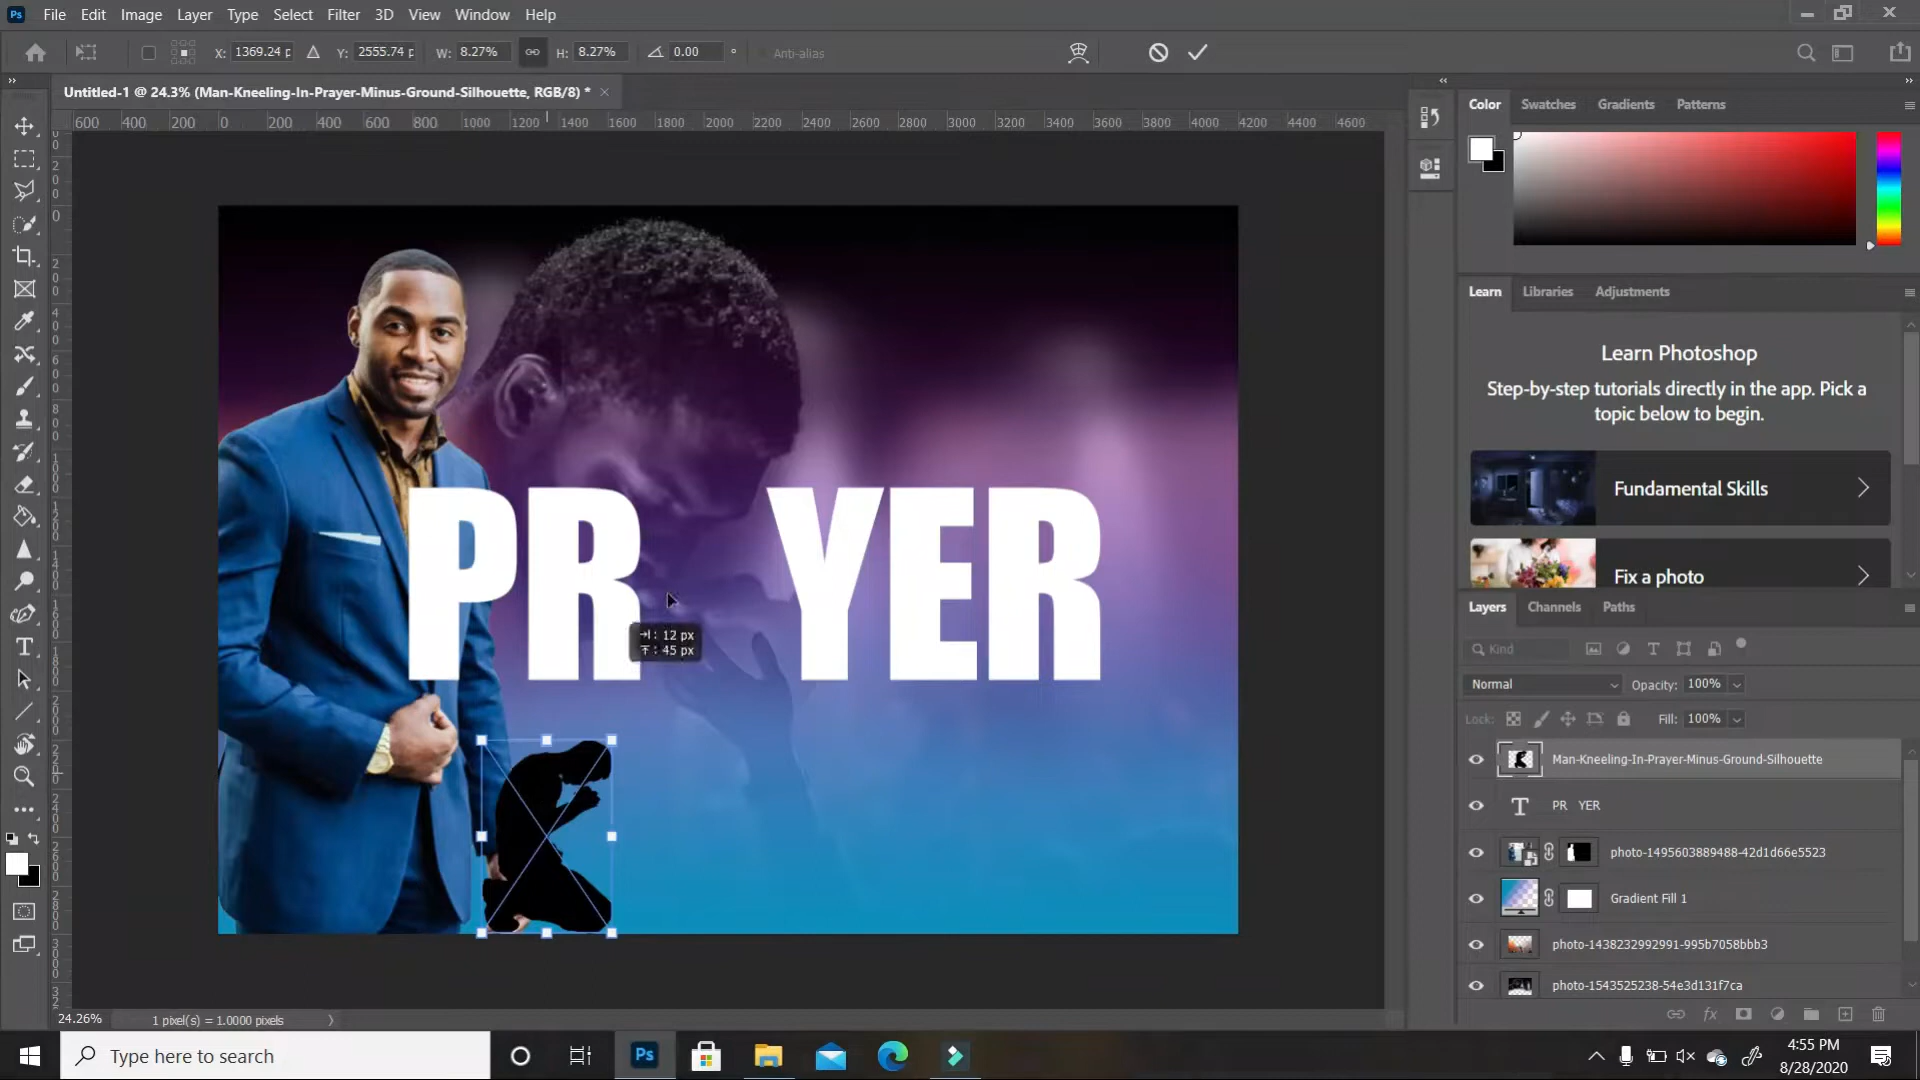 Ps File Edit Image Layer Type Select Filter 3D View Window Help
X: 1369.24 p Y: 2555.74 p W: 8.27% H: 8.27% 0.00 ° Anti-alias
Untitled-1 @ 24.3% (Man-Kneeling-In-Prayer-Minus-Ground-Silhouette, RGB/8) *
600 400 200 0 200 400 600 800 1000 1200 1400 1600 1800 2000 2200 2400 2600 2800 3000 3200 3400 3600 3800 4000 4200 4400 4600
Color Swatches Gradients Patterns
Learn Libraries Adjustments
Learn Photoshop
Step-by-step tutorials directly in the app. Pick a
topic below to begin.
Fundamental Skills
Fix a photo
PR YER
: 12 px
: 45 px
Layers Channels Paths
Kind
Normal Opacity: 100%
Lock: Fill: 100%
Man-Kneeling-In-Prayer-Minus-Ground-Silhouette
T PR YER
photo-1495603889488-42d1d66e5523
Gradient Fill 1
photo-1438232992991-995b7058bbb3
photo-1543525238-54e3d131f7ca
fx
24.26% 1 pixel(s) = 1.0000 pixels
Type here to search
Ps
4:55 PM
8/28/2020